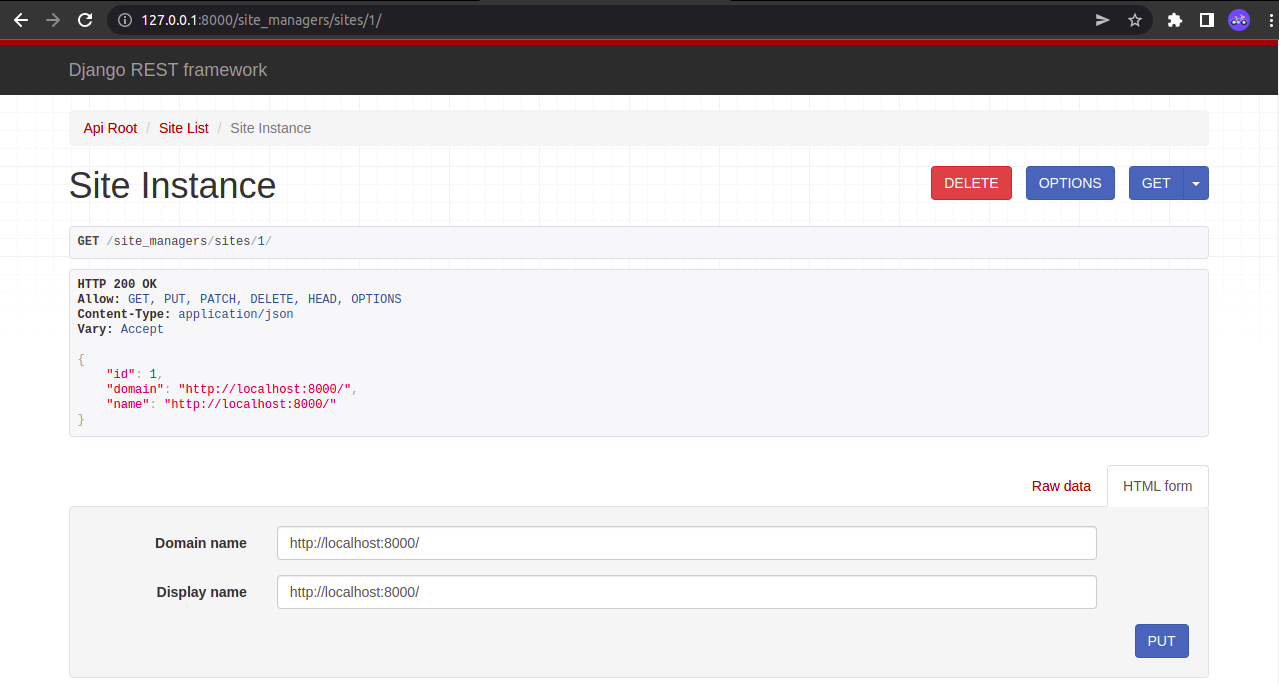 127.0.0.1:8000/site_managers/sites/1/
Django REST framework
Api Root / Site List / Site Instance
Site Instance
DELETE OPTIONS GET
GET /site_managers/sites/1/
HTTP 200 OK
Allow: GET, PUT, PATCH, DELETE, HEAD, OPTIONS
Content-Type: application/json
Vary: Accept
{
"id": 1,
"domain": "http://localhost:8000/",
"name": "http://localhost:8000/"
}
Raw data HTML form
Domain name http://localhost:8000/
Display name http://localhost:8000/
PUT